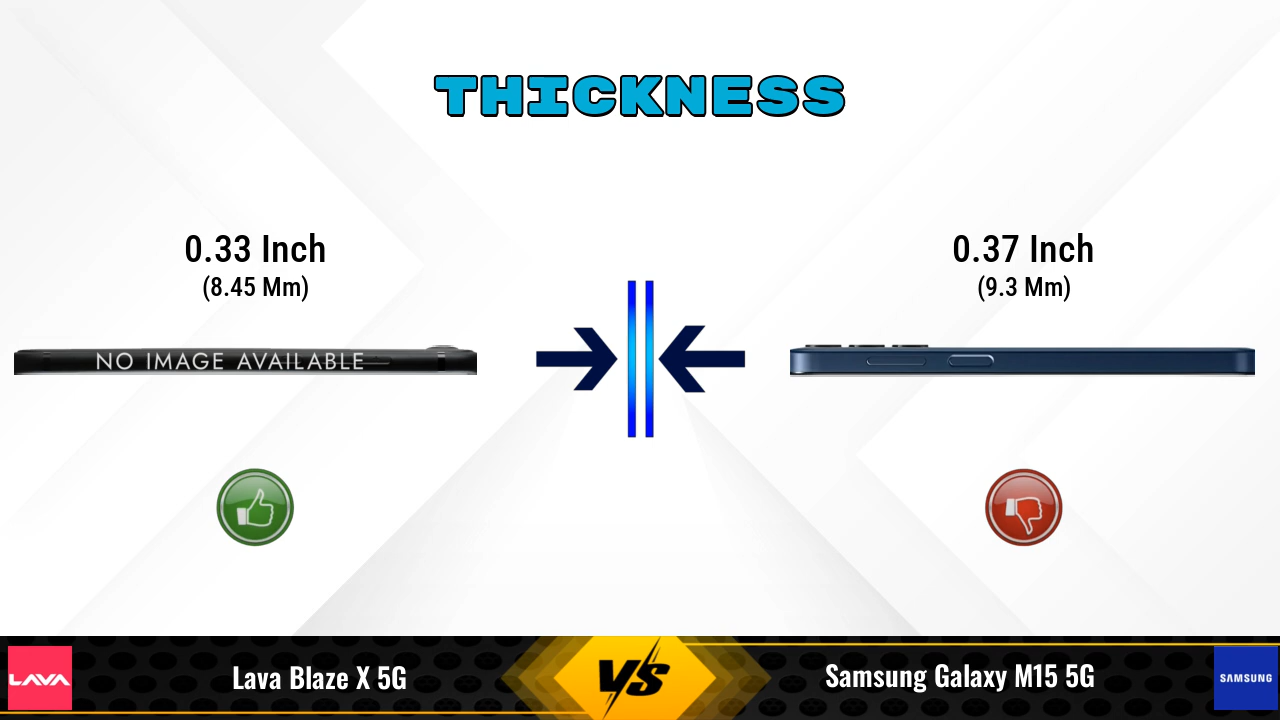 THICKNESS
0.33 Inch
(8.45 Mm)
0.37 Inch
(9.3 Mm)
NO IMAGE AVAILABLE
LAVA
Lava Blaze X 5G
VS
Samsung Galaxy M15 5G
SAMSUNG